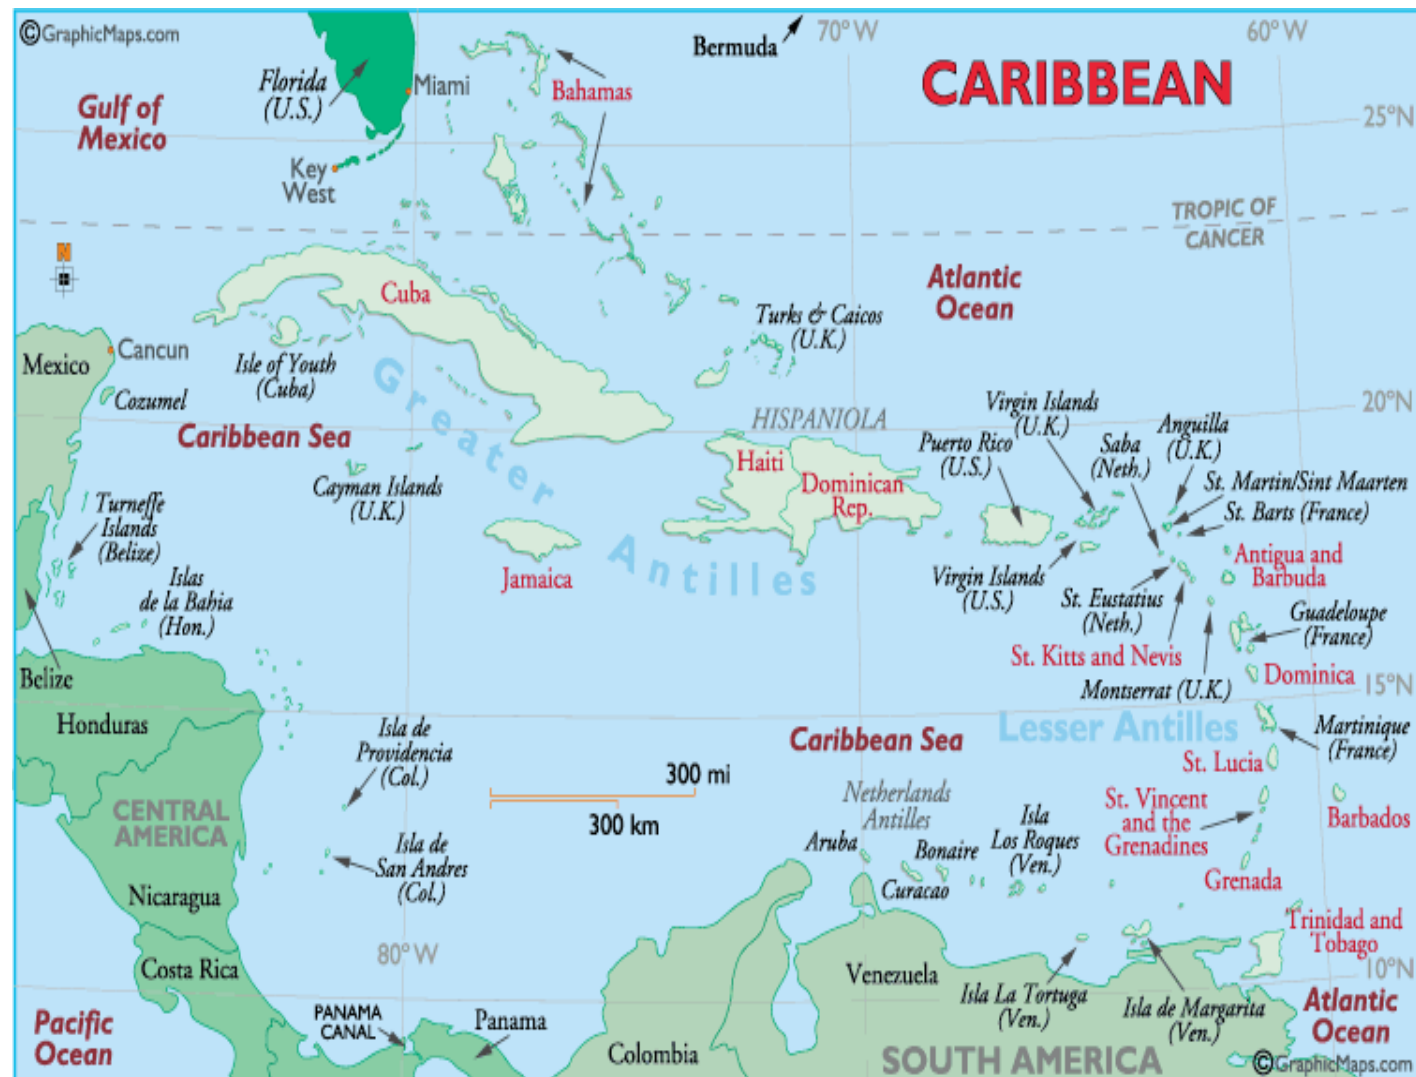 ©GraphicMaps.com
Bermuda
70°W
60°W
CARIBBEAN
Florida
(U.S.)
Miami
Gulf of
Mexico
Bahamas
25°N
Key
West
TROPIC OF
CANCER
N
Cuba
Atlantic
Ocean
Turks & Caicos
(U.K.)
Mexico
Cancun
Isle of Youth
(Cuba)
Cozumel
Greater
Antilles
20°N
Caribbean Sea
HISPANIOLA
Virgin Islands
(U.K.)
Puerto Rico
(U.S.)
Saba
(Neth.)
Anguilla
(U.K.)
Haiti
Dominican
Rep.
St. Martin/Sint Maarten
St. Barts (France)
Cayman Islands
(U.K.)
Turneffe
Islands
(Belize)
Jamaica
Virgin Islands
(U.S.)
Antigua and
Barbuda
Islas
de la Bahia
(Hon.)
St. Eustatius
(Neth.)
Guadeloupe
(France)
St. Kitts and Nevis
Dominica
Belize
Montserrat (U.K.)
15°N
Honduras
Isla de
Providencia
(Col.)
Caribbean Sea
Lesser Antilles
Martinique
(France)
St. Lucia
300 mi
300 km
Netherlands
Antilles
CENTRAL
AMERICA
Isla
Los Roques
(Ven.)
St. Vincent
and the
Grenadines
Barbados
Aruba
Bonaire
Curacao
Isla de
San Andres
(Col.)
Grenada
Nicaragua
Trinidad and
Tobago
80°W
Costa Rica
Venezuela
10°N
Isla La Tortuga
(Ven.)
Isla de Margarita
(Ven.)
Atlantic
Ocean
Pacific
Ocean
PANAMA
CANAL
Panama
Colombia
SOUTH AMERICA
©GraphicMaps.com